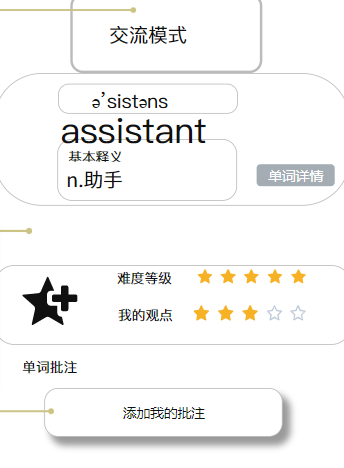 交流模式
ə'sistəns
assistant
基本释义
n.助手
单词详情
难度等级
我的观点
单词批注
添加我的批注